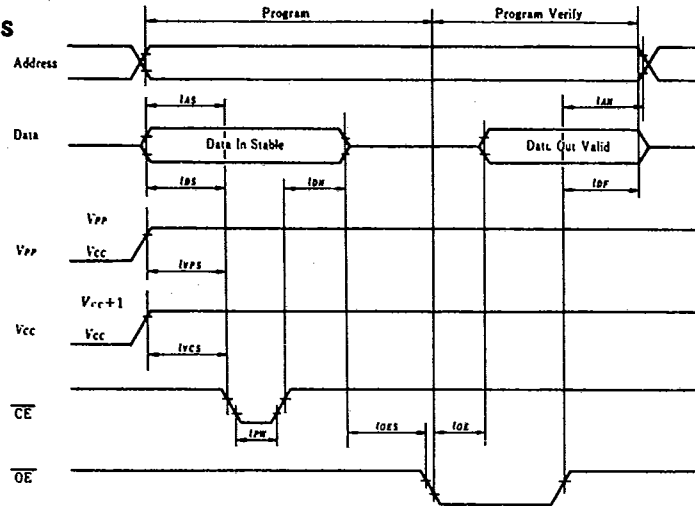 Program
Program Verify
S
Address
tAS
tAH
Data
Data In Stable
Data Out Valid
tDS
tDH
tDF
VPP
VPP
VCC
tVPS
VCC+1
VCC
VCC
tVCS
CE
tPW
tOES
tOE
OE